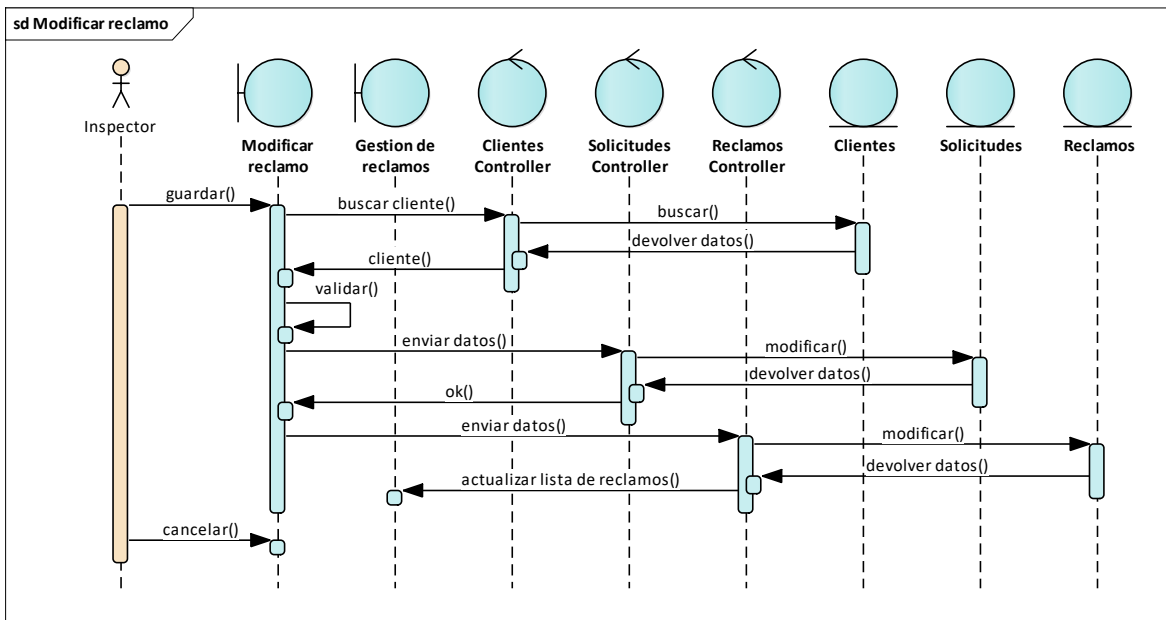 sd Modificar reclamo
Inspector
Modificar
reclamo
Gestion de
reclamos
Clientes
Controller
Solicitudes
Controller
Reclamos
Controller
Clientes
Solicitudes
Reclamos
guardar()
buscar cliente()
buscar()
devolver datos()
cliente()
validar()
enviar datos()
modificar()
devolver datos()
ok()
enviar datos()
modificar()
devolver datos()
actualizar lista de reclamos()
cancelar()